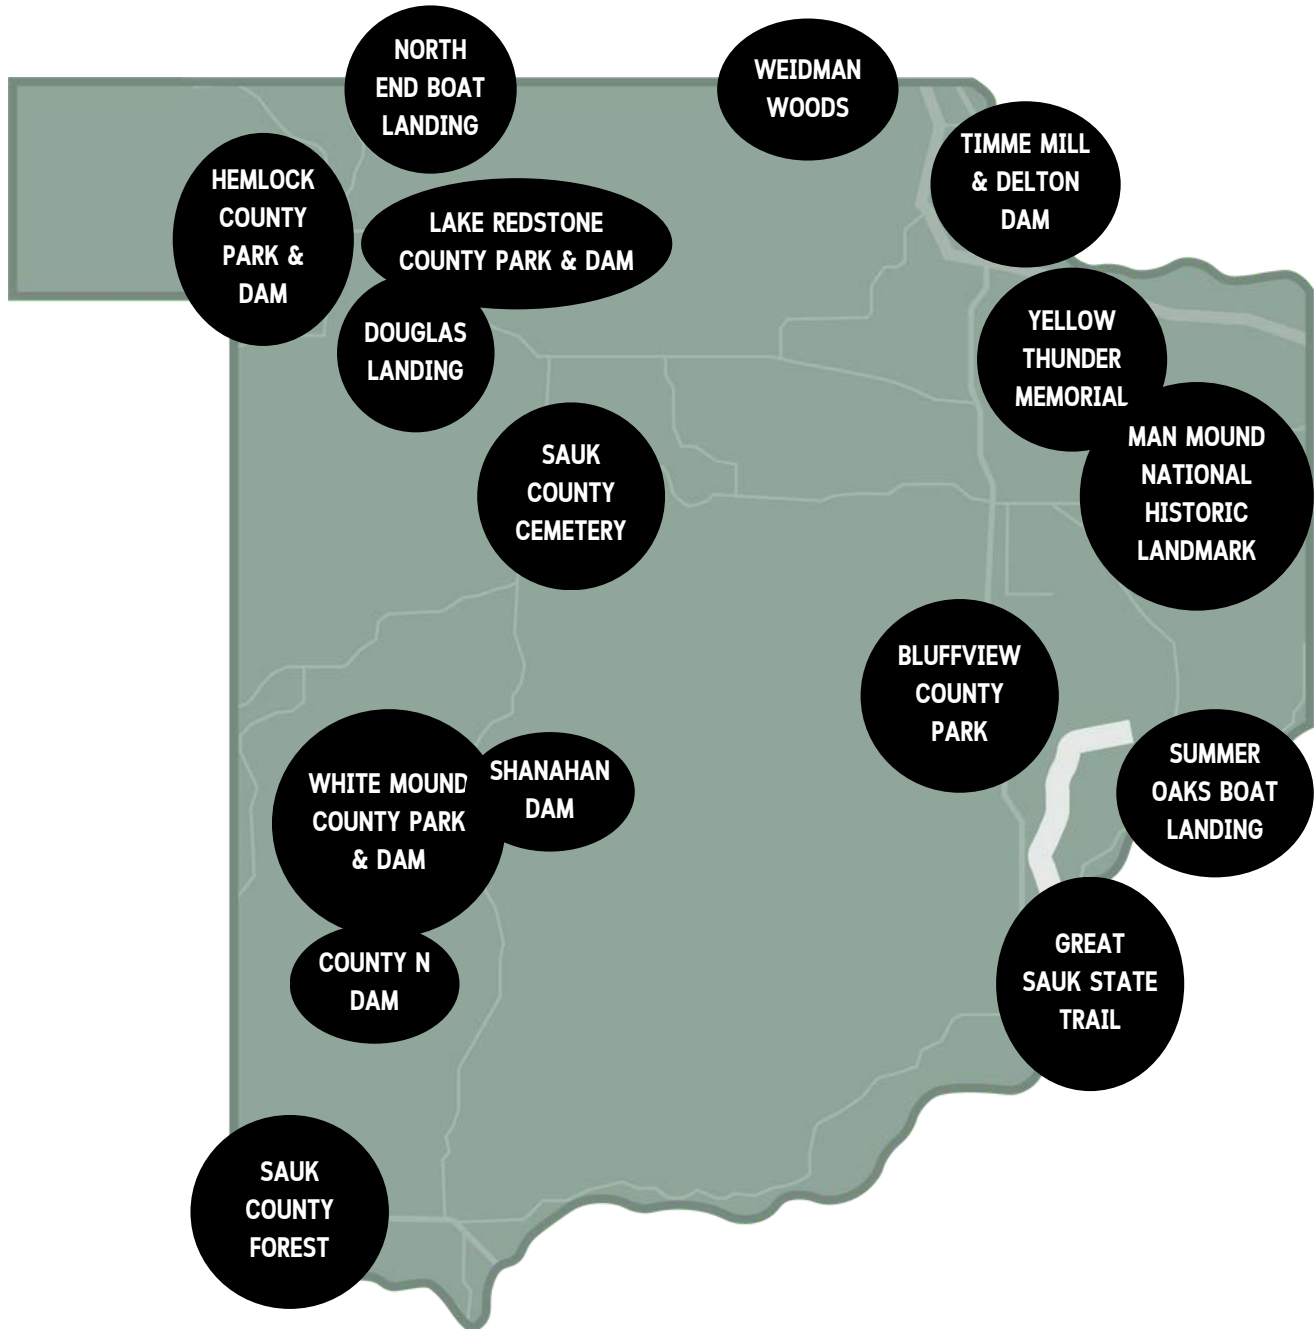 NORTH
END BOAT
LANDING
WEIDMAN
WOODS
TIMME MILL
& DELTON
DAM
HEMLOCK
COUNTY
PARK &
DAM
LAKE REDSTONE
COUNTY PARK & DAM
DOUGLAS
LANDING
YELLOW
THUNDER
MEMORIAL
MAN MOUND
NATIONAL
HISTORIC
LANDMARK
SAUK
COUNTY
CEMETERY
BLUFFVIEW
COUNTY
PARK
SUMMER
OAKS BOAT
LANDING
WHITE MOUND
COUNTY PARK
& DAM
SHANAHAN
DAM
COUNTY N
DAM
GREAT
SAUK STATE
TRAIL
SAUK
COUNTY
FOREST